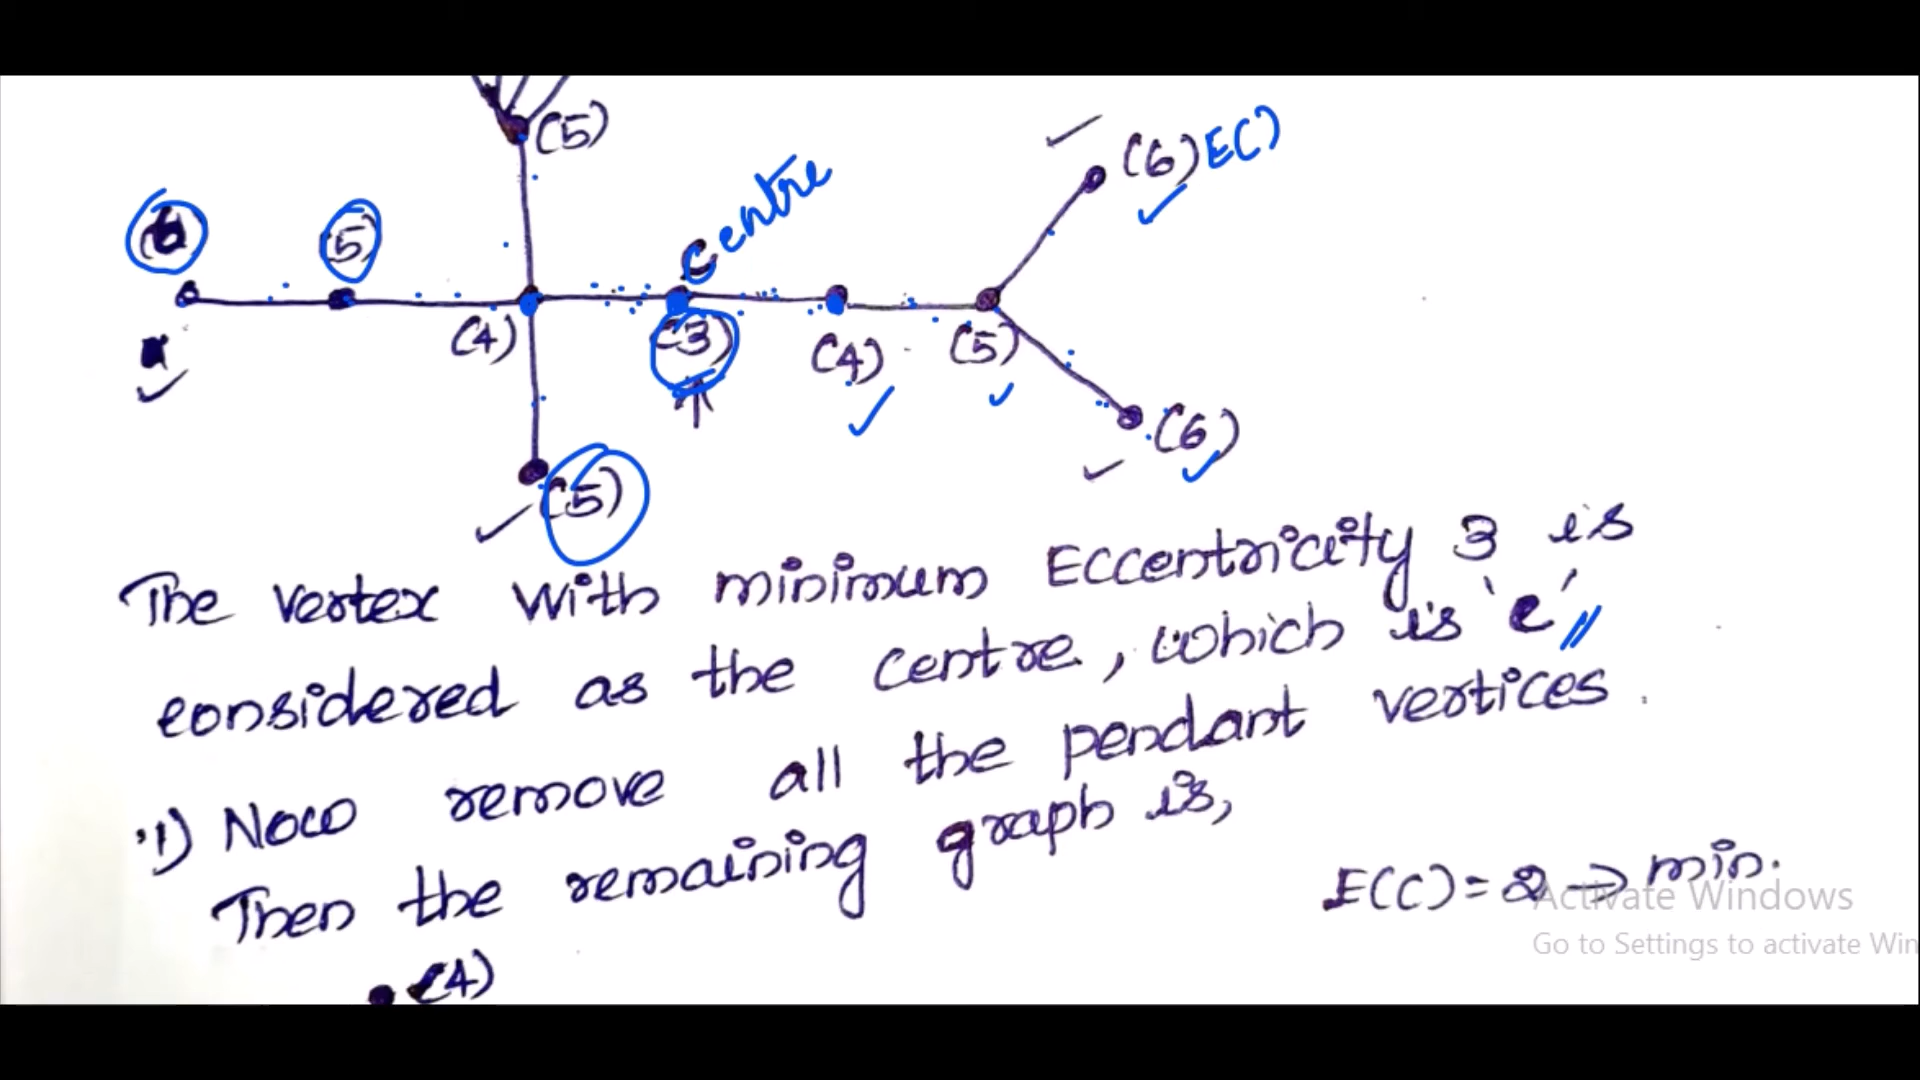 (5)
(6) E()
Centre
(6) (5)
(4) (3) (4) (5)
(6)
(5)
The vertex with minimum Eccentricity 3 is
considered as the centre, which is 'c'
Now remove all the pendant vertices.
Then the remaining graph is,
E(C) = 2 → min.
Activate Windows
Go to Settings to activate Win
(4)